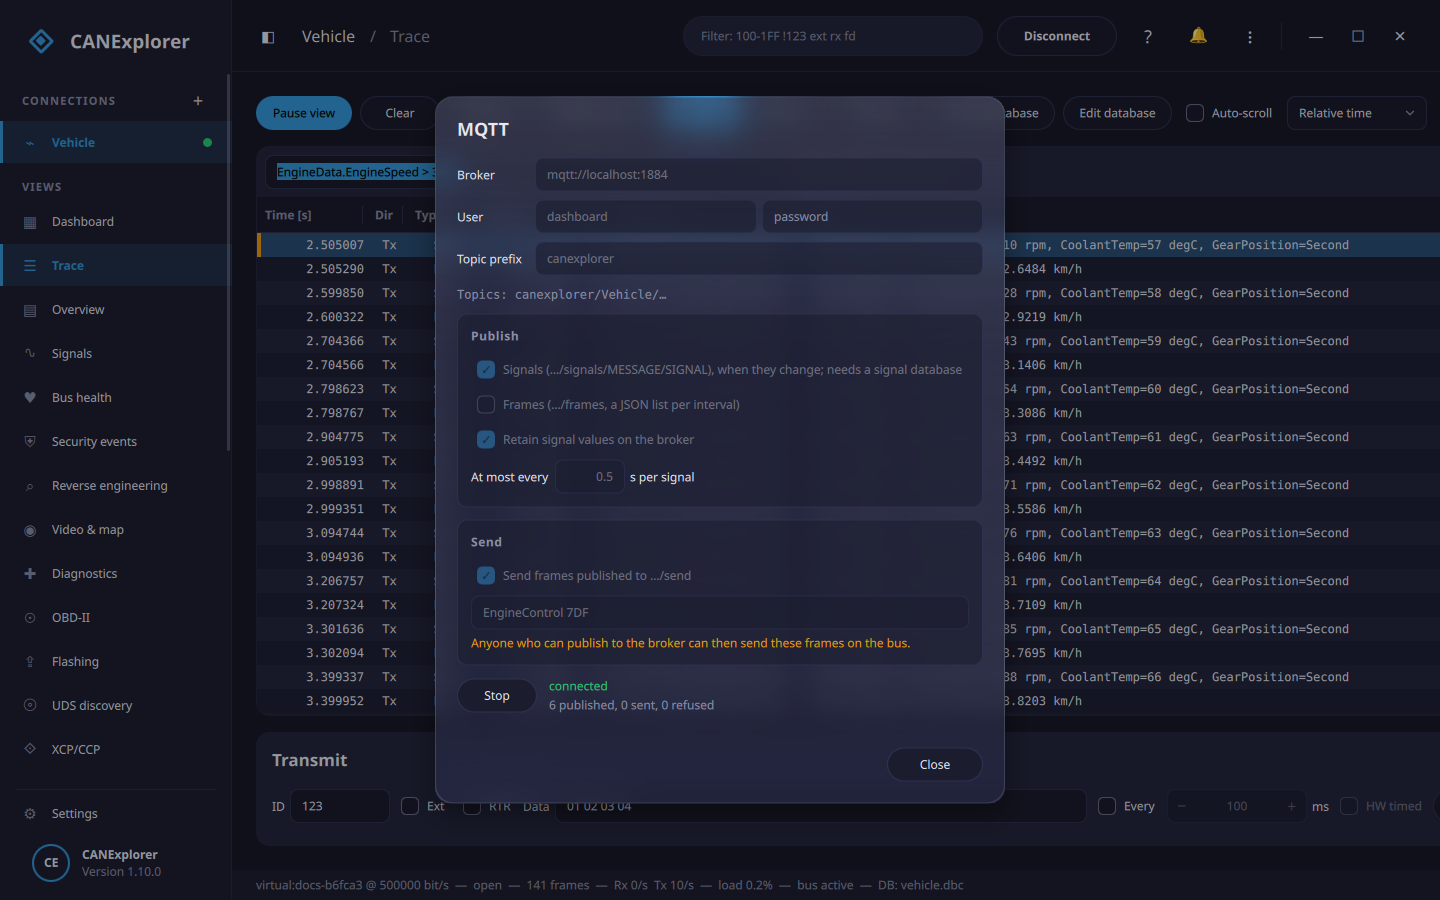 CANExplorer
Vehicle / Trace
Filter: 100-1FF !123 ext rx fd
Disconnect
CONNECTIONS
Vehicle
VIEWS
Dashboard
Trace
Overview
Signals
Bus health
Security events
Reverse engineering
Video & map
Diagnostics
OBD-II
Flashing
UDS discovery
XCP/CCP
Settings
CE
CANExplorer
Version 1.10.0
Pause view
Clear
Edit database
Auto-scroll
Relative time
EngineData.EngineSpeed >
Time [s] Dir
2.505007 Tx 10 rpm, CoolantTemp=57 degC, GearPosition=Second
2.505290 Tx 2.6484 km/h
2.599850 Tx 28 rpm, CoolantTemp=58 degC, GearPosition=Second
2.600322 Tx 2.9219 km/h
2.704366 Tx 43 rpm, CoolantTemp=59 degC, GearPosition=Second
2.704566 Tx 3.1406 km/h
2.798623 Tx 54 rpm, CoolantTemp=60 degC, GearPosition=Second
2.798767 Tx 3.3086 km/h
2.904775 Tx 63 rpm, CoolantTemp=61 degC, GearPosition=Second
2.905193 Tx 3.4492 km/h
2.998891 Tx 71 rpm, CoolantTemp=62 degC, GearPosition=Second
2.999351 Tx 3.5586 km/h
3.094744 Tx 76 rpm, CoolantTemp=63 degC, GearPosition=Second
3.094936 Tx 3.6406 km/h
3.206757 Tx 81 rpm, CoolantTemp=64 degC, GearPosition=Second
3.207324 Tx 3.7109 km/h
3.301636 Tx 85 rpm, CoolantTemp=65 degC, GearPosition=Second
3.302094 Tx 3.7695 km/h
3.399337 Tx 88 rpm, CoolantTemp=66 degC, GearPosition=Second
3.399952 Tx 3.8203 km/h
MQTT
Broker mqtt://localhost:1884
User dashboard password
Topic prefix canexplorer
Topics: canexplorer/Vehicle/…
Publish
Signals (…/signals/MESSAGE/SIGNAL), when they change; needs a signal database
Frames (…/frames, a JSON list per interval)
Retain signal values on the broker
At most every 0.5 s per signal
Send
Send frames published to …/send
EngineControl 7DF
Anyone who can publish to the broker can then send these frames on the bus.
Stop
connected
6 published, 0 sent, 0 refused
Close
Transmit
ID 123 Ext RTR Data 01 02 03 04 Every − 100 + ms HW timed
virtual:docs-b6fca3 @ 500000 bit/s — open — 141 frames — Rx 0/s Tx 10/s — load 0.2% — bus active — DB: vehicle.dbc